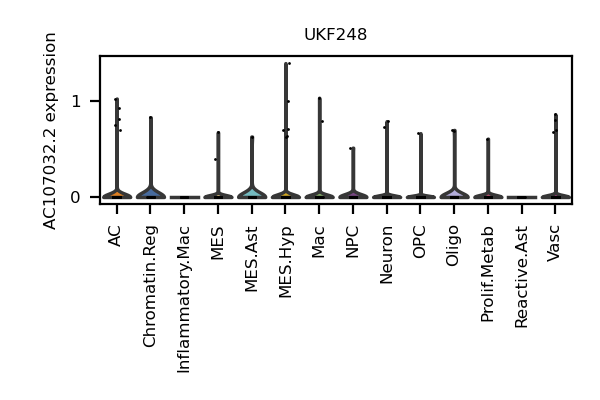 UKF248
AC107032.2 expression
1
0
AC
Chromatin.Reg
Inflammatory.Mac
MES
MES.Ast
MES.Hyp
Mac
NPC
Neuron
OPC
Oligo
Prolif.Metab
Reactive.Ast
Vasc